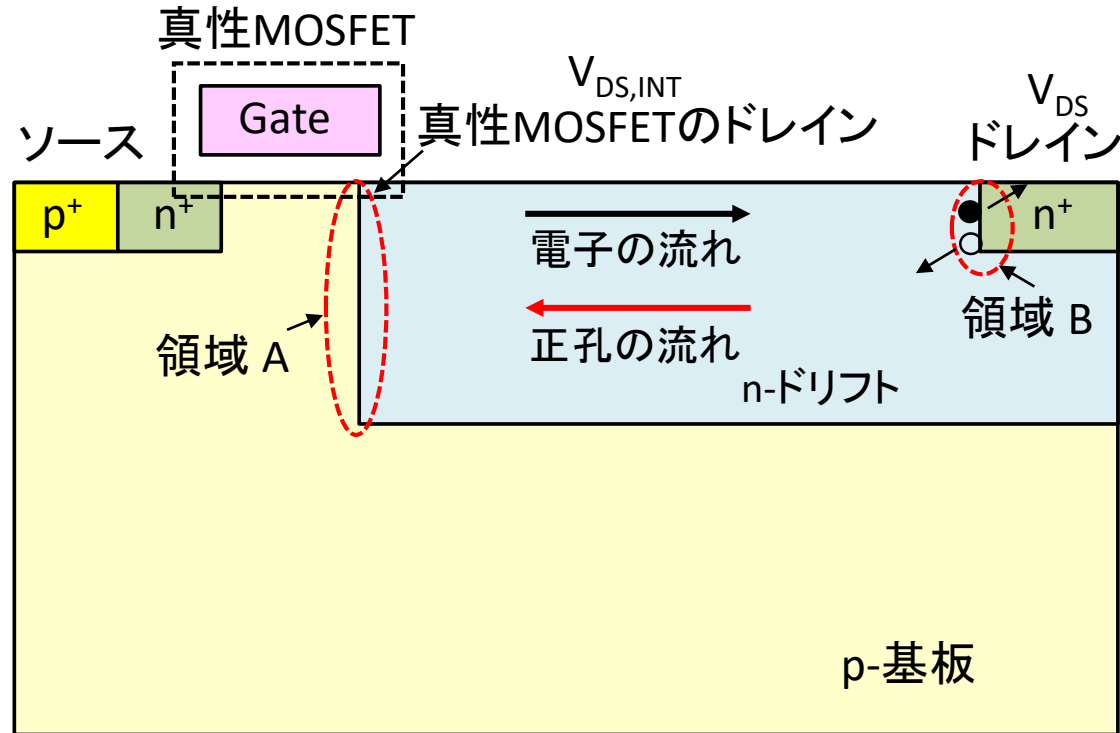 真性MOSFET
Gate
V_DS,INT
真性MOSFETのドレイン
V_DS
ドレイン
ソース
p⁺
n⁺
n⁺
電子の流れ
正孔の流れ
領域 A
領域 B
n-ドリフト
p-基板